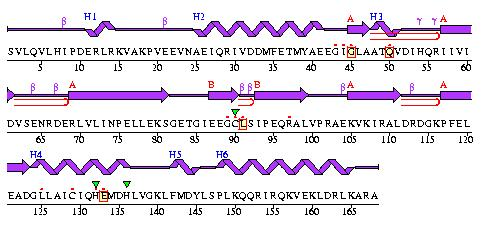 β H1 β H2 A H3 γ γ A
SVLQVLHIPDERLRKVAKPVEEVNAEIQRIVDDMFETMYAEEGIGLAATQVDIHQRIIVI
5 10 15 20 25 30 35 40 45 50 55 60
β β A B B β B A β A
DVSENRDERLVLINPELLEKSGETGIEEGCLSIPEQRALVPRAEKVKIRALDRDGKPFEL
65 70 75 80 85 90 95 100 105 110 115 120
H4 H5 H6
EADGLLAICIQHEMDHLVGKLFMDYLSPLKQQRIRQKVEKLDRLKARA
125 130 135 140 145 150 155 160 165